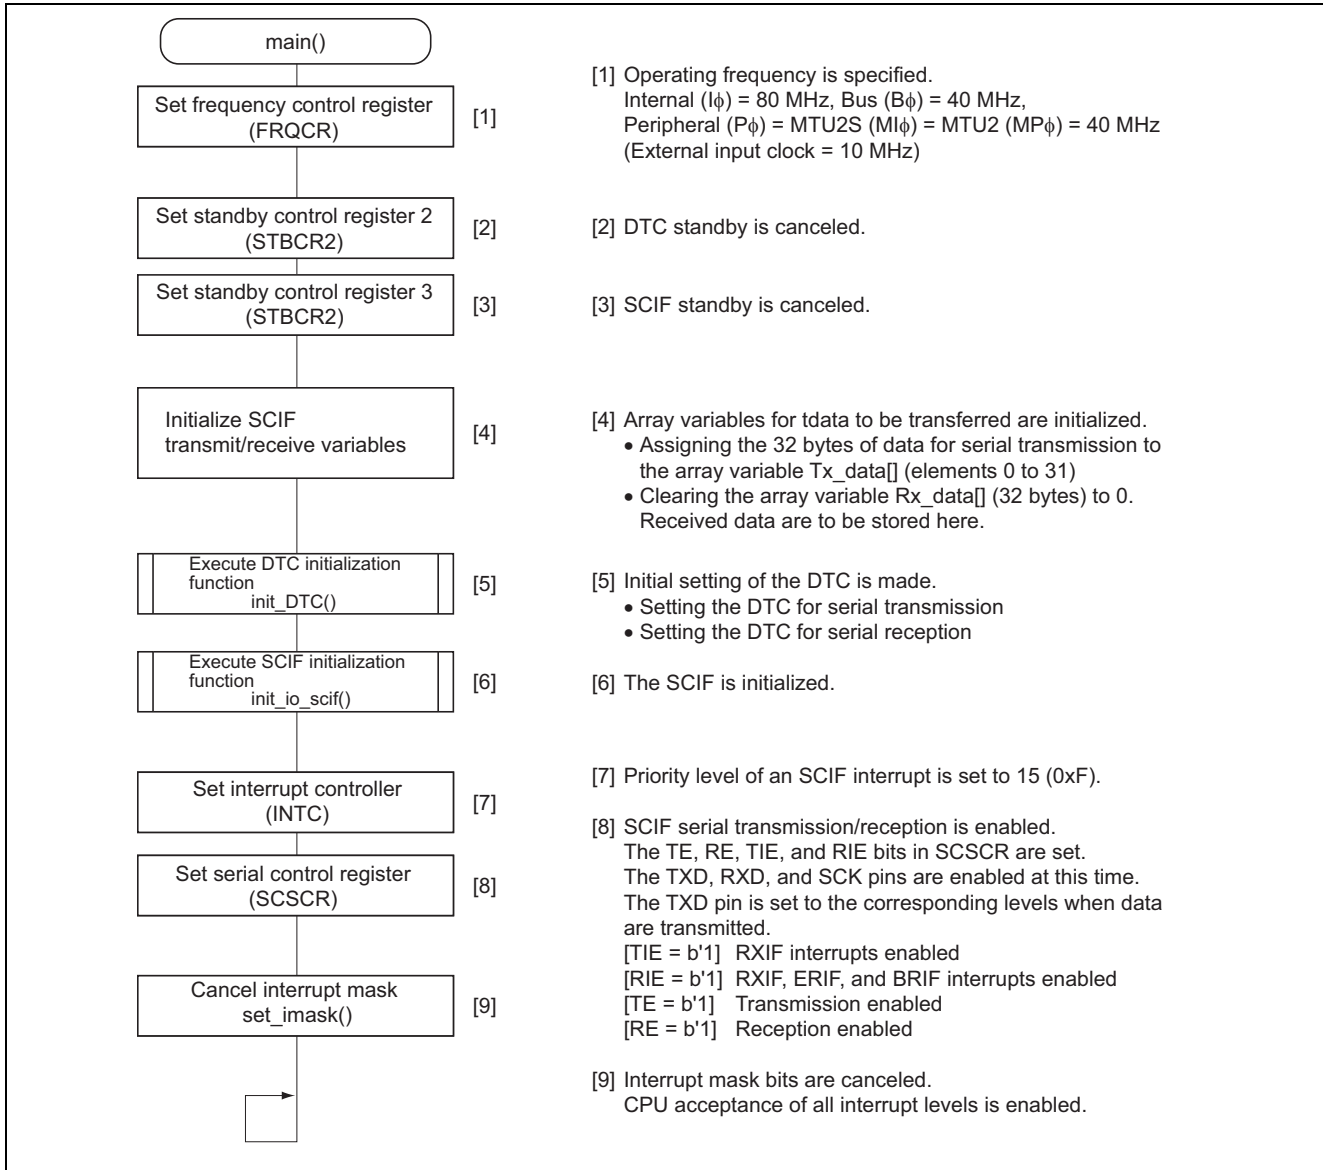 main()
Set frequency control register
(FRQCR)
[1]
[1] Operating frequency is specified.
Internal (Iϕ) = 80 MHz, Bus (Bϕ) = 40 MHz,
Peripheral (Pϕ) = MTU2S (MIϕ) = MTU2 (MPϕ) = 40 MHz
(External input clock = 10 MHz)
Set standby control register 2
(STBCR2)
[2]
[2] DTC standby is canceled.
Set standby control register 3
(STBCR2)
[3]
[3] SCIF standby is canceled.
Initialize SCIF
transmit/receive variables
[4]
[4] Array variables for tdata to be transferred are initialized.
• Assigning the 32 bytes of data for serial transmission to
the array variable Tx_data[] (elements 0 to 31)
• Clearing the array variable Rx_data[] (32 bytes) to 0.
Received data are to be stored here.
Execute DTC initialization
function
init_DTC()
[5]
[5] Initial setting of the DTC is made.
• Setting the DTC for serial transmission
• Setting the DTC for serial reception
Execute SCIF initialization
function
init_io_scif()
[6]
[6] The SCIF is initialized.
Set interrupt controller
(INTC)
[7]
[7] Priority level of an SCIF interrupt is set to 15 (0xF).
Set serial control register
(SCSCR)
[8]
[8] SCIF serial transmission/reception is enabled.
The TE, RE, TIE, and RIE bits in SCSCR are set.
The TXD, RXD, and SCK pins are enabled at this time.
The TXD pin is set to the corresponding levels when data
are transmitted.
[TIE = b'1] RXIF interrupts enabled
[RIE = b'1] RXIF, ERIF, and BRIF interrupts enabled
[TE = b'1] Transmission enabled
[RE = b'1] Reception enabled
Cancel interrupt mask
set_imask()
[9]
[9] Interrupt mask bits are canceled.
CPU acceptance of all interrupt levels is enabled.